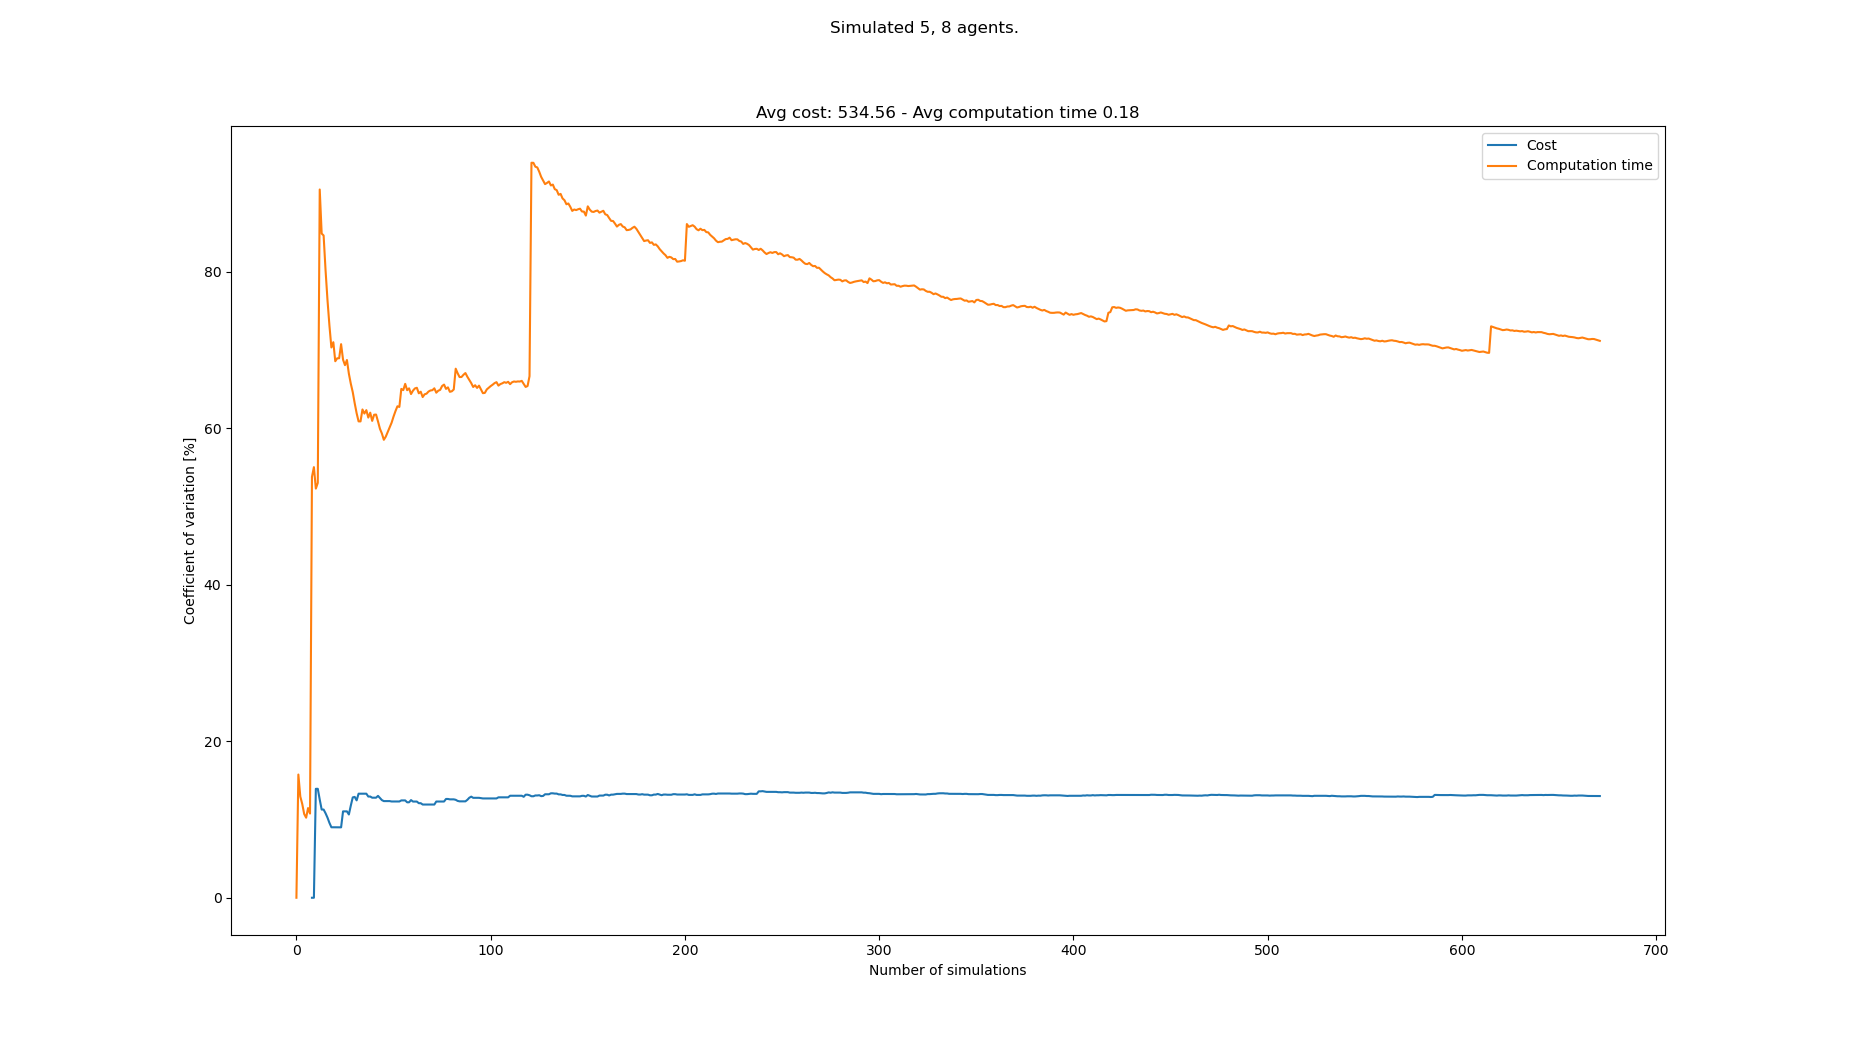 Simulated 5, 8 agents.
Avg cost: 534.56 - Avg computation time 0.18
Cost
Computation time
80
60
40
20
0
Coefficient of variation [%]
0 100 200 300 400 500 600 700
Number of simulations